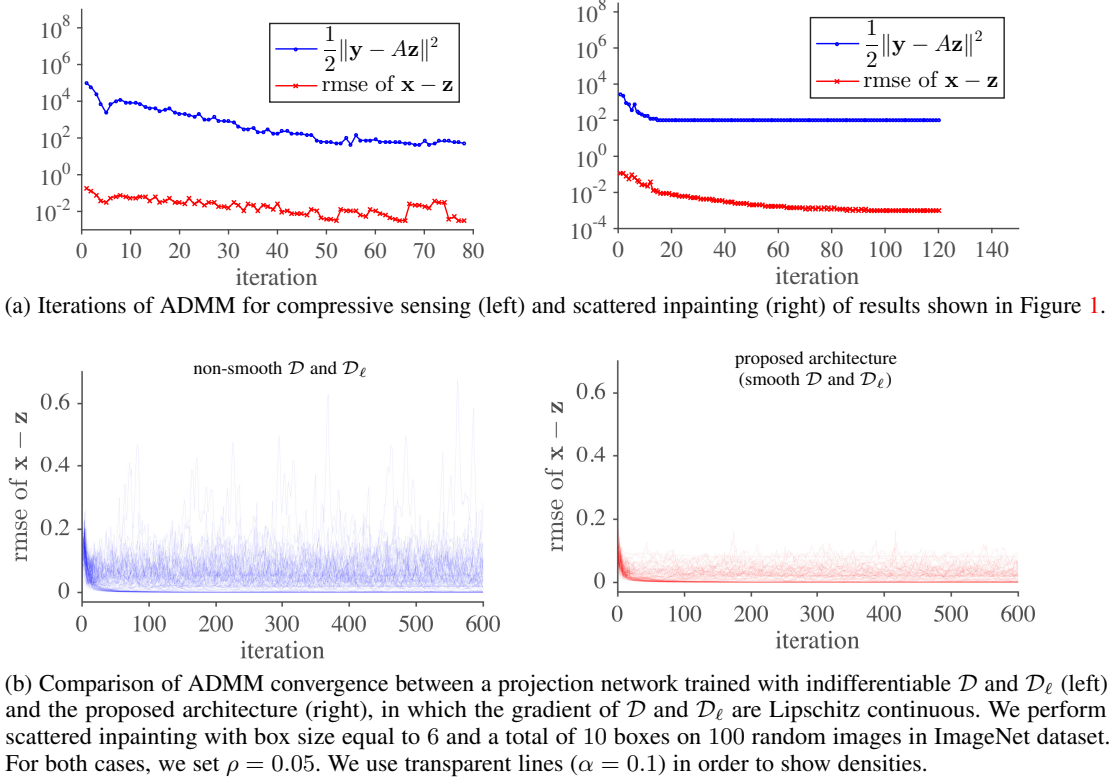 10^8
10^6
10^4
10^2
10^0
10^{-2}
0 10 20 30 40 50 60 70 80
iteration
\frac{1}{2}‖y − Az‖^2
rmse of x − z
10^8
10^6
10^4
10^2
10^0
10^{-2}
10^{-4}
0 20 40 60 80 100 120 140
iteration
\frac{1}{2}‖y − Az‖^2
rmse of x − z
(a) Iterations of ADMM for compressive sensing (left) and scattered inpainting (right) of results shown in Figure 1.
non-smooth 𝒟 and 𝒟_ℓ
rmse of x − z
0.6
0.4
0.2
0
0 100 200 300 400 500 600
iteration
proposed architecture
(smooth 𝒟 and 𝒟_ℓ)
rmse of x − z
0.6
0.4
0.2
0
0 100 200 300 400 500 600
iteration
(b) Comparison of ADMM convergence between a projection network trained with indifferentiable 𝒟 and 𝒟_ℓ (left)
and the proposed architecture (right), in which the gradient of 𝒟 and 𝒟_ℓ are Lipschitz continuous. We perform
scattered inpainting with box size equal to 6 and a total of 10 boxes on 100 random images in ImageNet dataset.
For both cases, we set ρ = 0.05. We use transparent lines (α = 0.1) in order to show densities.